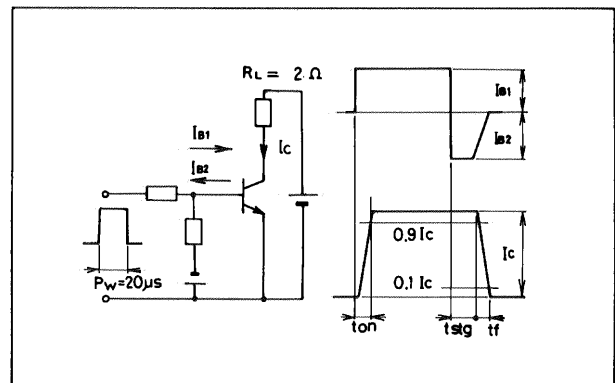 RL = 2 Ω
IB1
IB2
Ic
PW=20μs
IB1
IB2
0,9 Ic
Ic
0.1 Ic
ton
tstg
tf